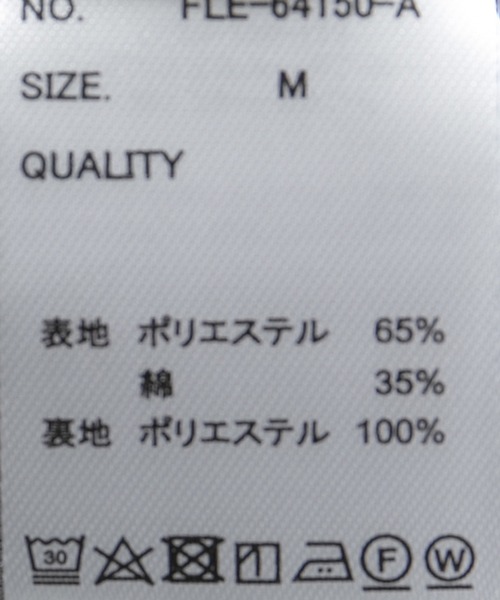 NO. FLE-64150-A
SIZE. M
QUALITY
表地 ポリエステル 65%
綿 35%
裏地 ポリエステル 100%
30 F W